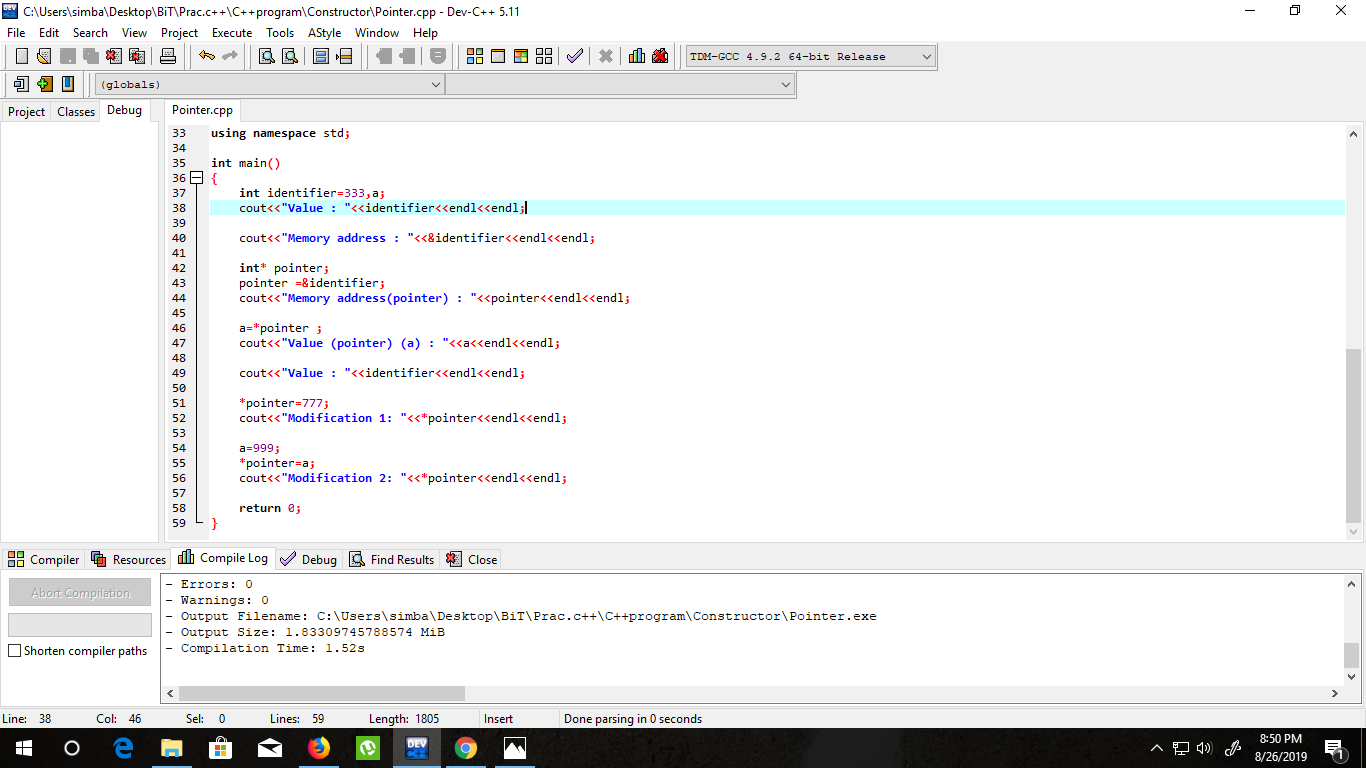 C:\Users\simba\Desktop\BiT\Prac.c++\C++program\Constructor\Pointer.cpp - Dev-C++ 5.11
File Edit Search View Project Execute Tools AStyle Window Help
TDM-GCC 4.9.2 64-bit Release
(globals)
Project Classes Debug
Pointer.cpp
33 using namespace std;
34
35 int main()
36 {
37 int identifier=333,a;
38 cout<<"Value : "<<identifier<<endl<<endl;
39
40 cout<<"Memory address : "<<&identifier<<endl<<endl;
41
42 int* pointer;
43 pointer =&identifier;
44 cout<<"Memory address(pointer) : "<<pointer<<endl<<endl;
45
46 a=*pointer ;
47 cout<<"Value (pointer) (a) : "<<a<<endl<<endl;
48
49 cout<<"Value : "<<identifier<<endl<<endl;
50
51 *pointer=777;
52 cout<<"Modification 1: "<<*pointer<<endl<<endl;
53
54 a=999;
55 *pointer=a;
56 cout<<"Modification 2: "<<*pointer<<endl<<endl;
57
58 return 0;
59 }
Compiler Resources Compile Log Debug Find Results Close
Abort Compilation
Shorten compiler paths
- Errors: 0
- Warnings: 0
- Output Filename: C:\Users\simba\Desktop\BiT\Prac.c++\C++program\Constructor\Pointer.exe
- Output Size: 1.83309745788574 MiB
- Compilation Time: 1.52s
Line: 38 Col: 46 Sel: 0 Lines: 59 Length: 1805 Insert Done parsing in 0 seconds
DEV C++
8:50 PM
8/26/2019
1